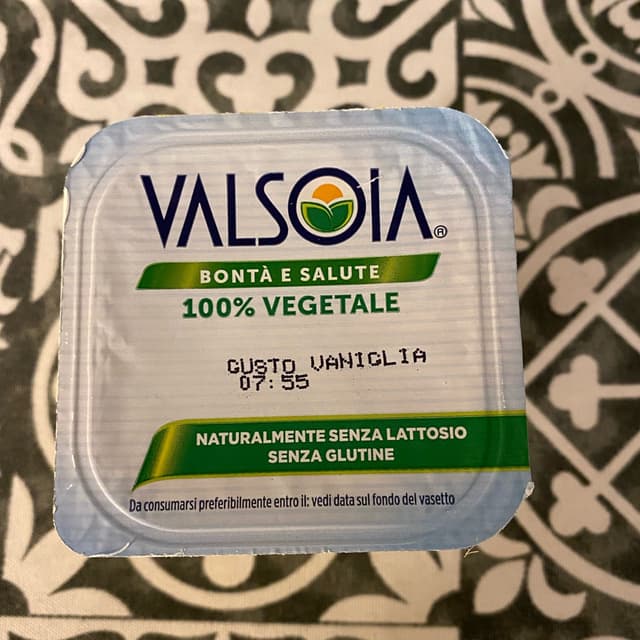 VALSOIA®
BONTÀ E SALUTE
100% VEGETALE
GUSTO VANIGLIA
07:55
NATURALMENTE SENZA LATTOSIO
SENZA GLUTINE
Da consumarsi preferibilmente entro il: vedi data sul fondo del vasetto